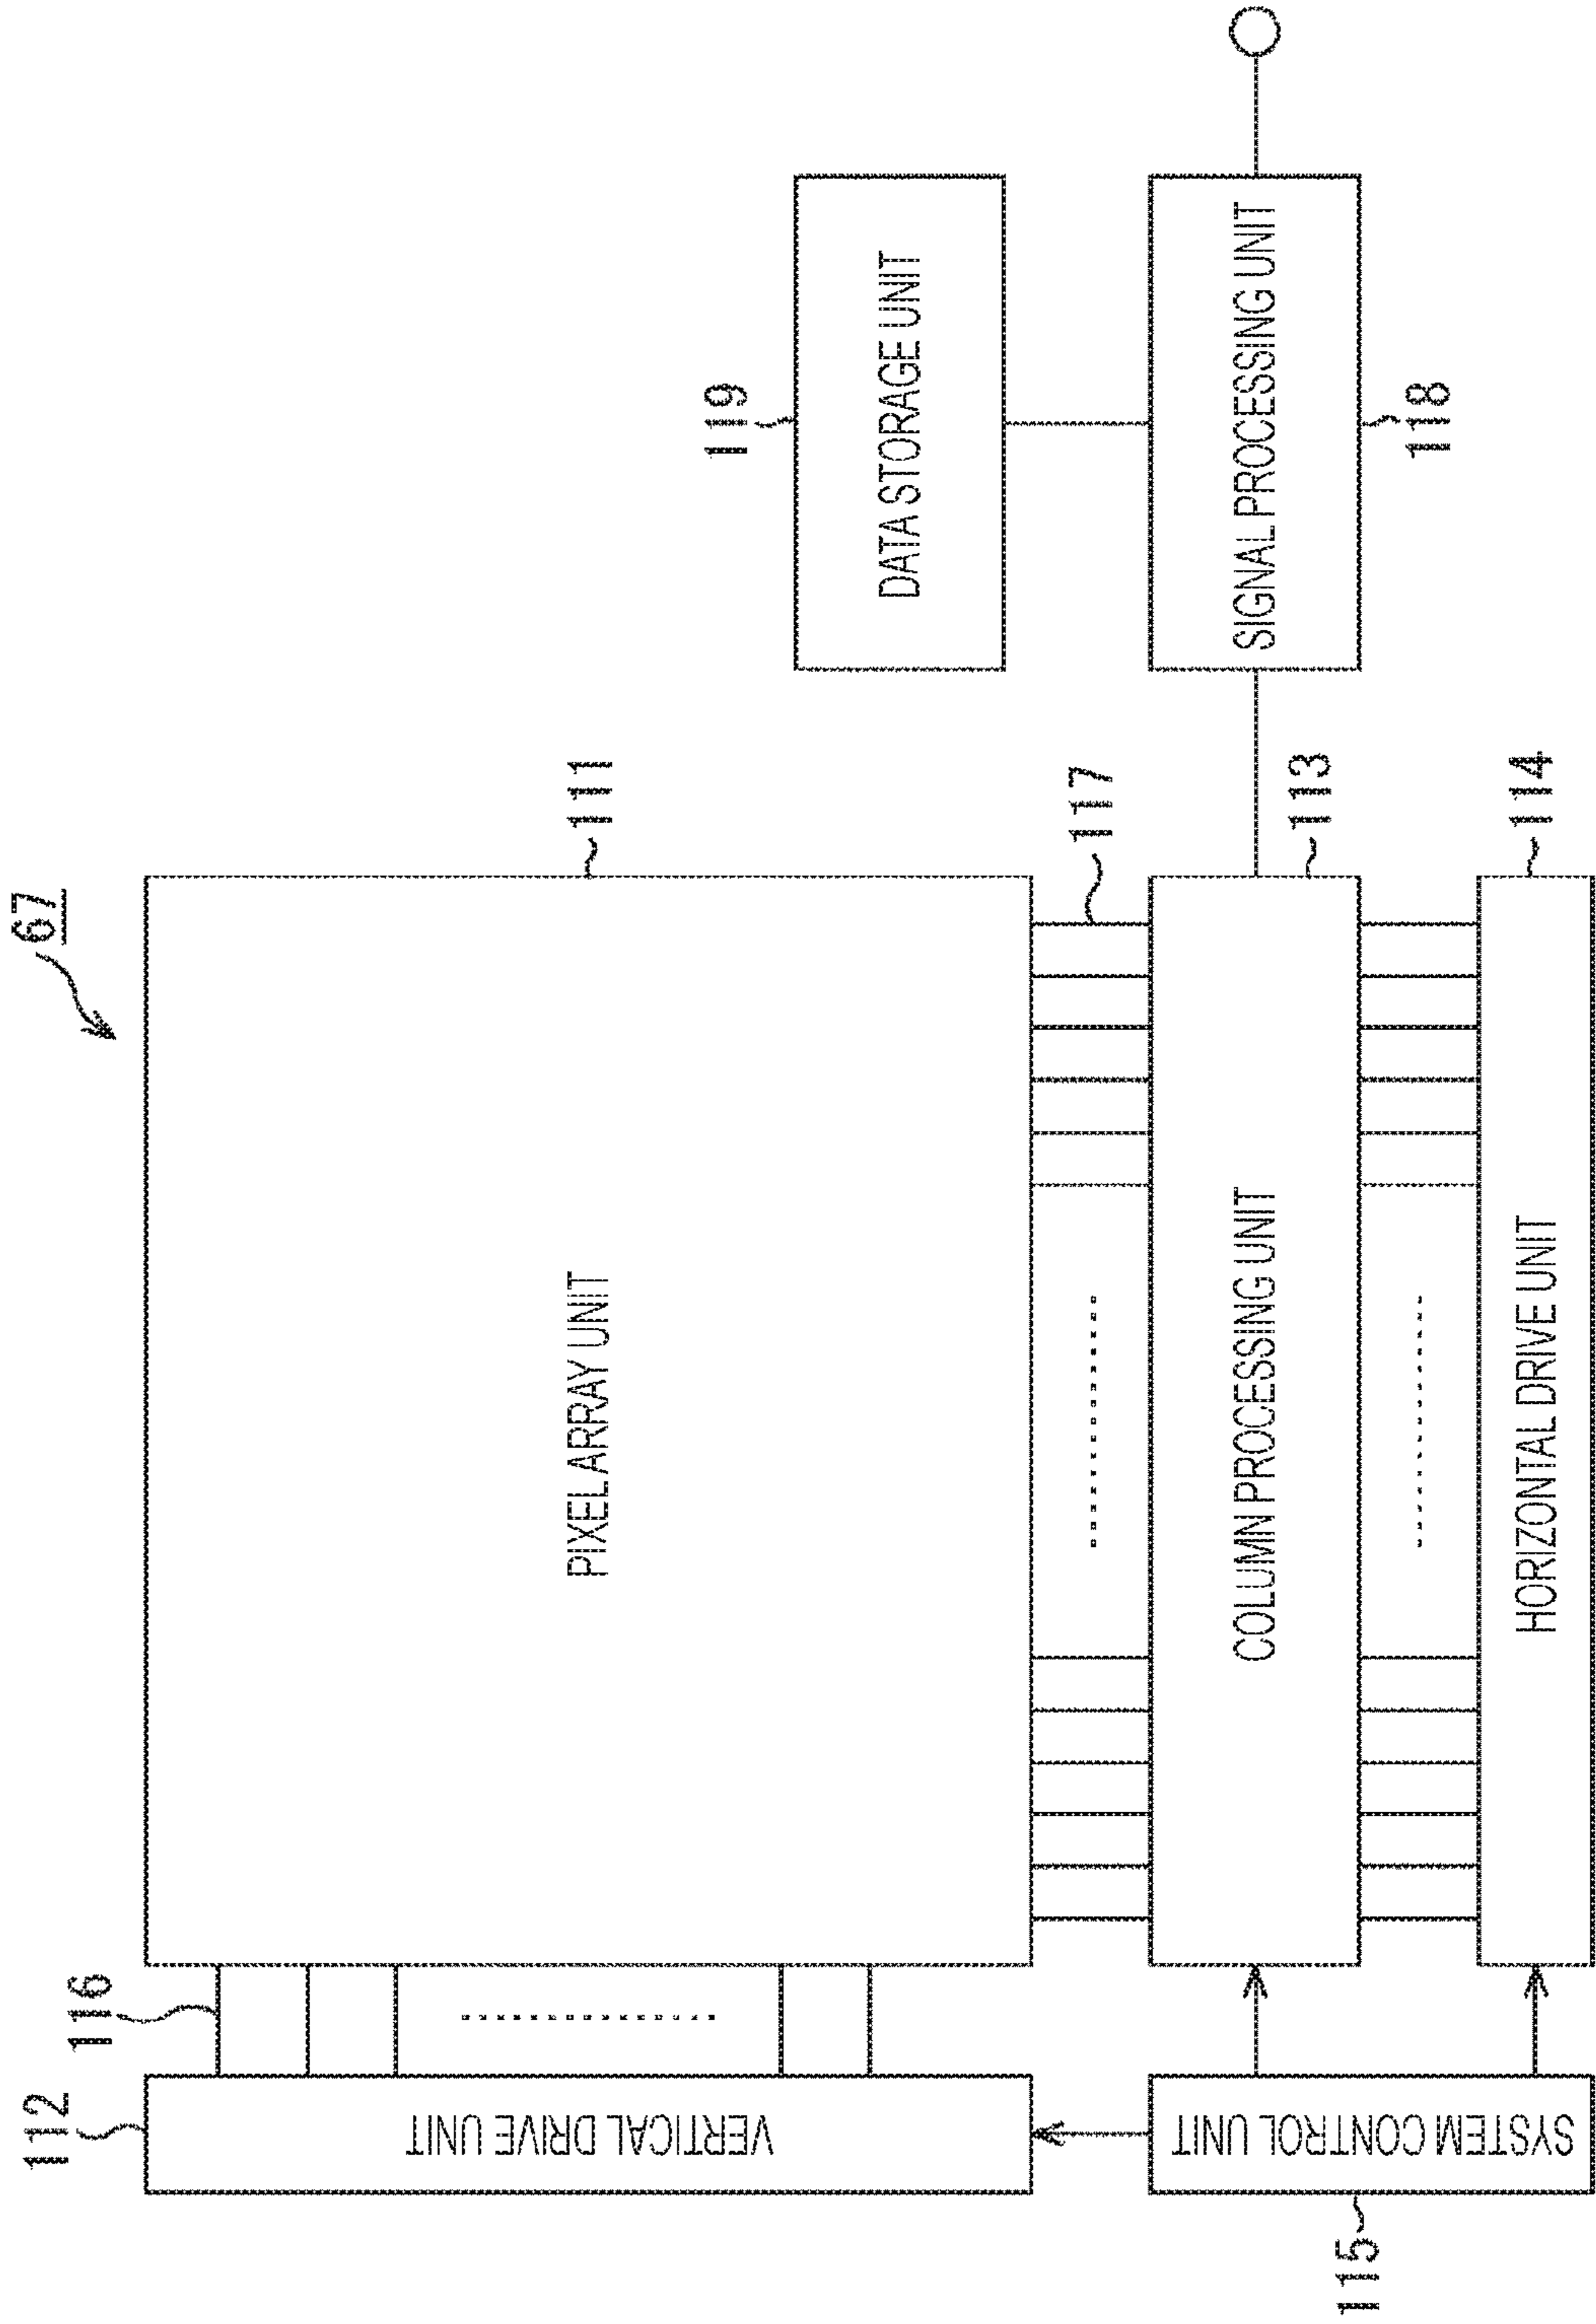 67
112
116
111
VERTICAL DRIVE UNIT
PIXEL ARRAY UNIT
119
DATA STORAGE UNIT
117
115
SYSTEM CONTROL UNIT
COLUMN PROCESSING UNIT
113
SIGNAL PROCESSING UNIT
118
HORIZONTAL DRIVE UNIT
114